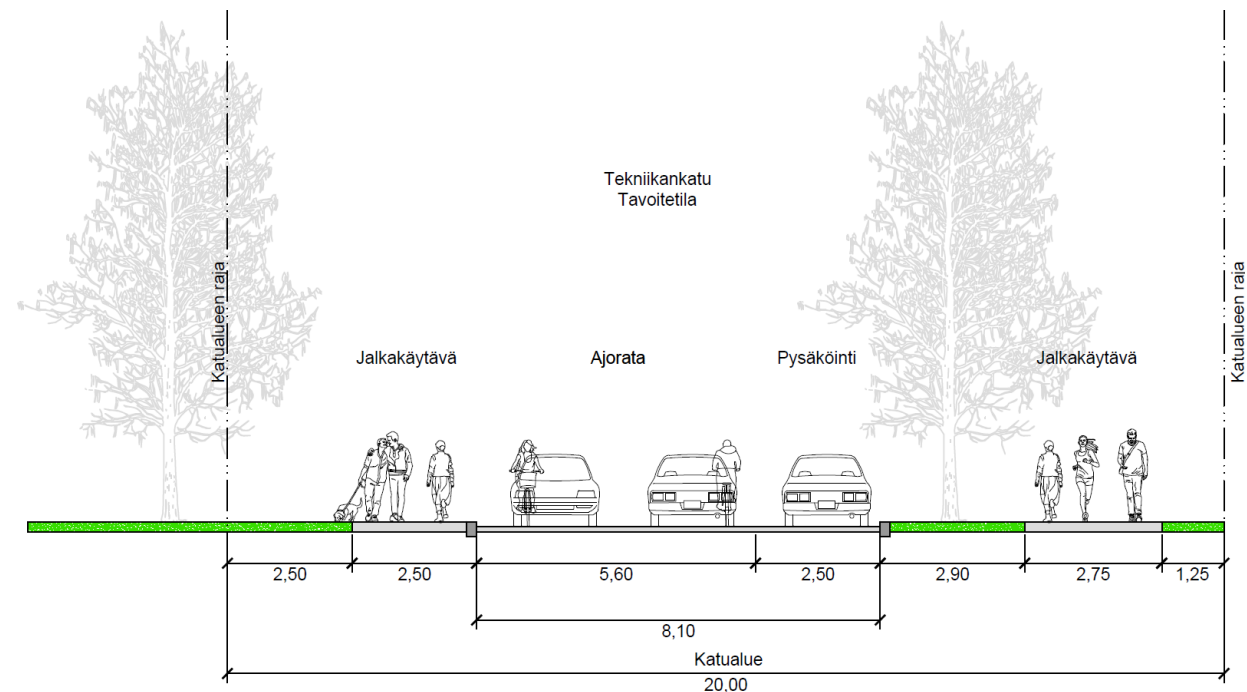 Tekniikankatu
Tavoitetila
Katualueen raja
Katualueen raja
Jalkakäytävä
Ajorata
Pysäköinti
Jalkakäytävä
2,50
2,50
5,60
2,50
2,90
2,75
1,25
8,10
Katualue
20,00